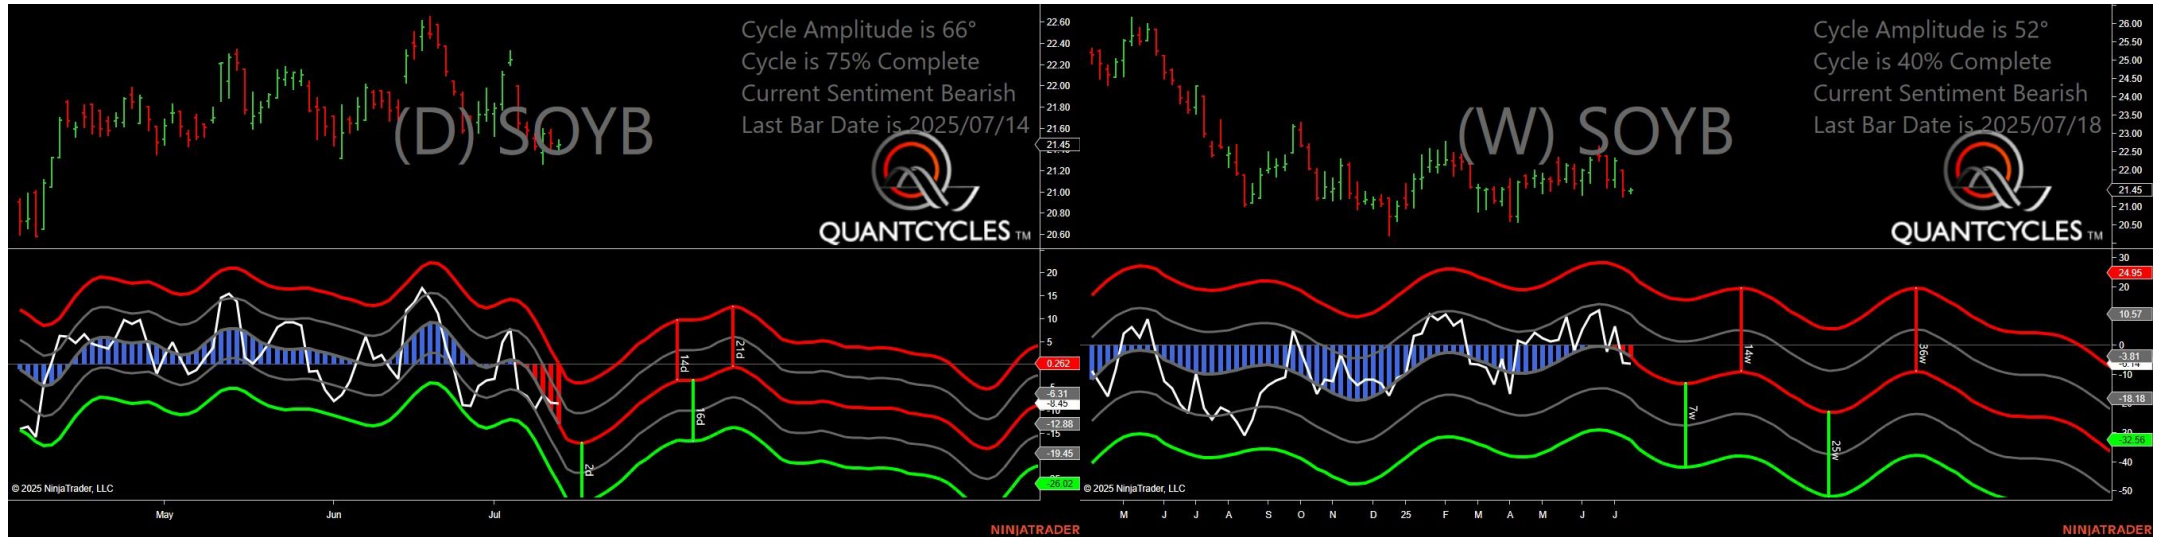 Cycle Amplitude is 66°
Cycle is 75% Complete
Current Sentiment Bearish
Last Bar Date is 2025/07/14
(D) SOYB
QUANTCYCLES TM
22.60
22.40
22.20
22.00
21.80
21.60
21.45
21.20
21.00
20.80
20.60
20
15
10
5
0.262
-5
-6.31
-8.45
-10
-12.88
-15
-19.45
-25
-26.02
14d
21d
16d
2d
© 2025 NinjaTrader, LLC
May
Jun
Jul
NINJATRADER
Cycle Amplitude is 52°
Cycle is 40% Complete
Current Sentiment Bearish
Last Bar Date is 2025/07/18
(W) SOYB
QUANTCYCLES TM
26.00
25.50
25.00
24.50
24.00
23.50
23.00
22.50
22.00
21.45
21.00
20.50
30
24.95
20
10.57
0
-3.81
-6.14
-10
-18.18
-30
-32.56
-40
-50
14w
36w
7w
25w
© 2025 NinjaTrader, LLC
M J J A S O N D 25 F M A M J J
NINJATRADER